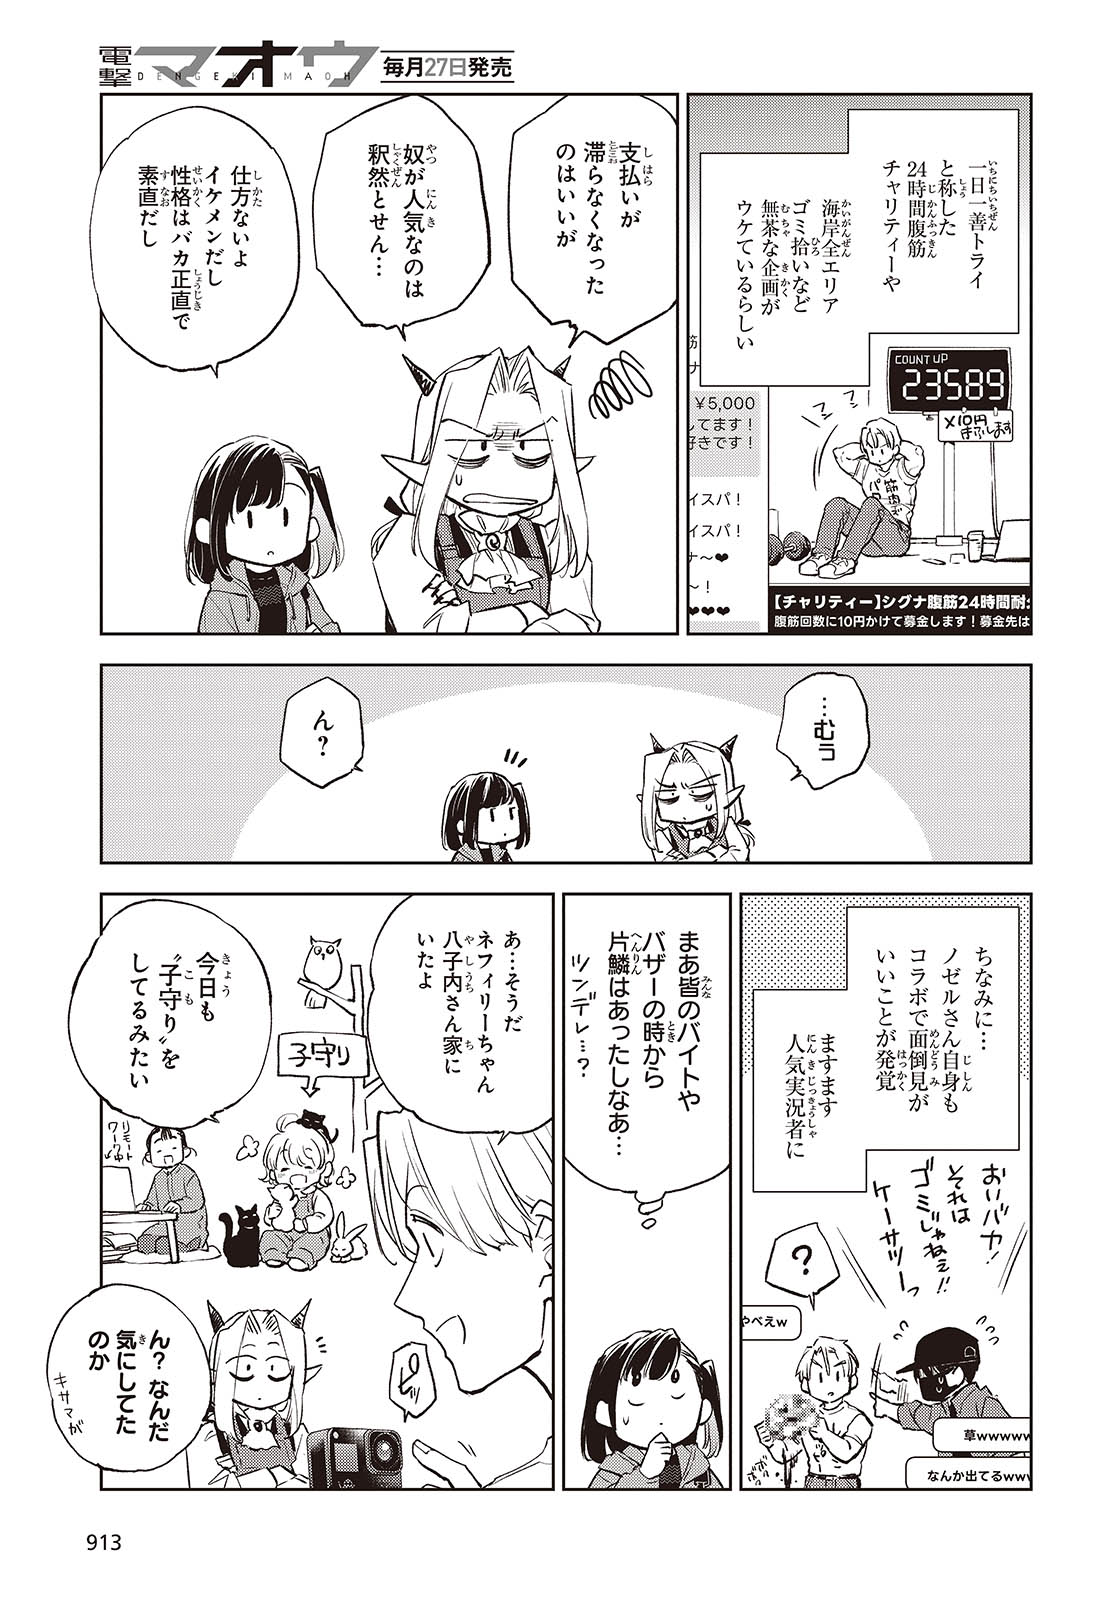 電撃マオウ
DENGEKI MAOH
毎月27日発売
一日一善トライ
と称した
24時間腹筋
チャリティーや
海岸全エリア
ゴミ拾いなど
無茶な企画が
ウケているらしい
COUNT UP
23589
×10円
¥5,000
してます！
好きです！
イスパ！
イスパ！
ナ～❤
～！
❤❤❤
【チャリティー】シグナ腹筋24時間耐
腹筋回数に10円かけて募金します！募金先は
支払いが
滞らなくなった
のはいいが
奴が人気なのは
釈然とせん…
仕方ないよ
イケメンだし
性格はバカ正直で
素直だし
…むぅ
ん？
ちなみに…
ノゼルさん自身も
コラボで面倒見が
いいことが発覚
ますます
人気実況者に
おいバカ！
それは
ゴミじゃねぇ!!
ケーサツーっ
？
やべえw
草wwwww
なんか出てるwww
まあ皆のバイトや
バザーの時から
片鱗はあったしなあ…
ツンデレ…？
あ…そうだ
ネフィリーちゃん
八子内さん家に
いたよ
今日も
〝子守り〟を
してるみたい
子守り
リモート
ワーク中
ん？ なんだ
気にしてた
のか
キサマが
913